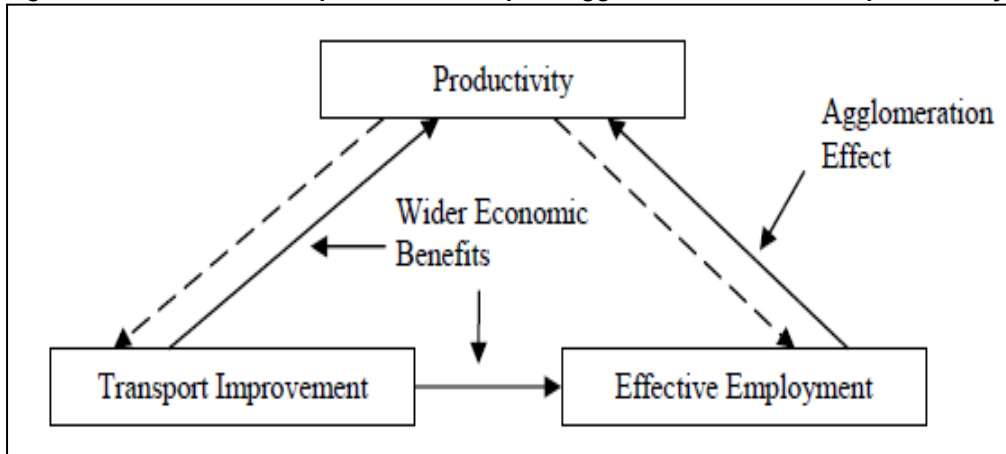 Productivity
Agglomeration
Effect
Wider Economic
Benefits
Transport Improvement
Effective Employment